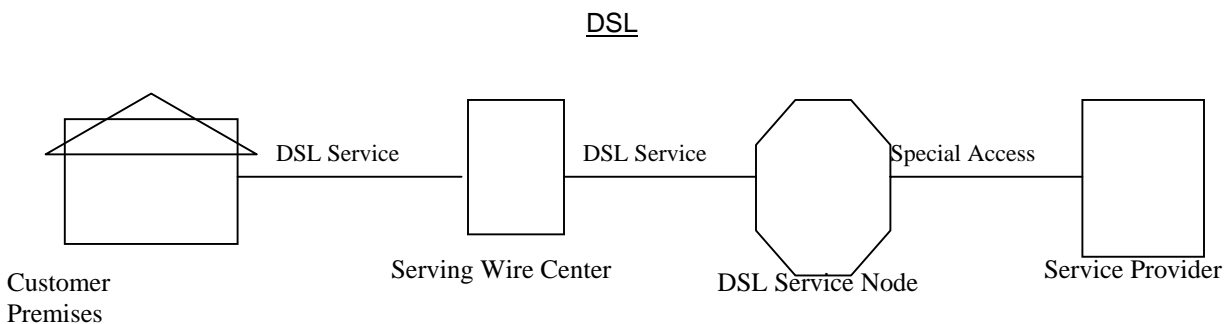 DSL
DSL Service
DSL Service
Special Access
Customer
Premises
Serving Wire Center
DSL Service Node
Service Provider